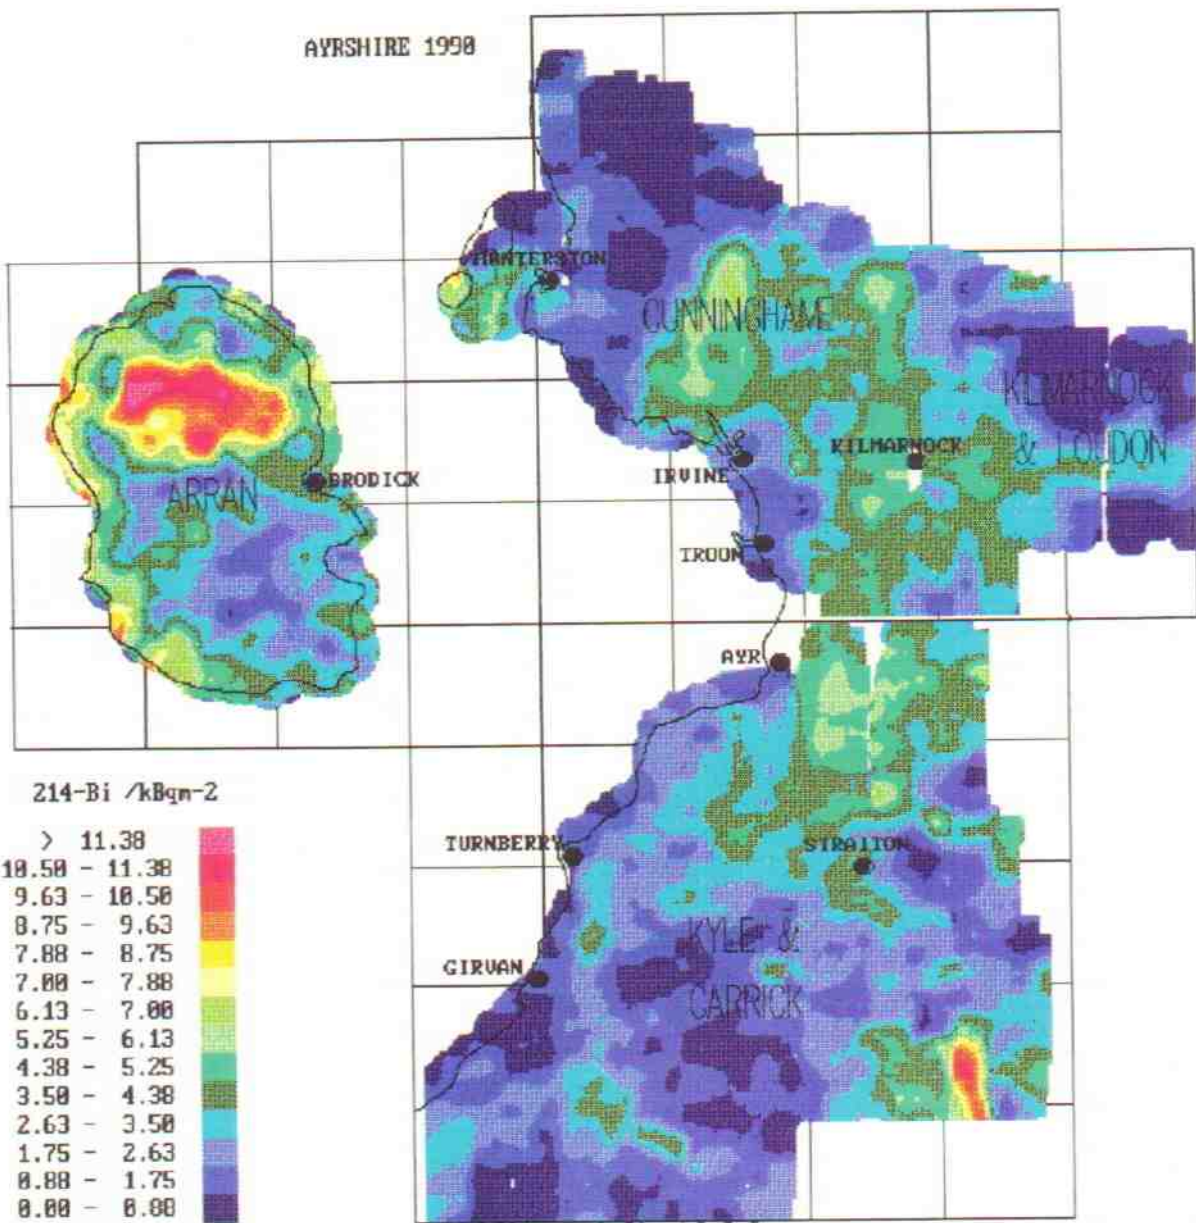 AYRSHIRE 1990
HUNTERSTON
CUNNINGHAME
KILMARNOCK
& LOUDON
KILMARNOCK
IRVINE
BRODICK
ARRAN
TROON
AYR
214-Bi /kBqm-2
> 11.38
10.50 - 11.38
9.63 - 10.50
8.75 - 9.63
7.88 - 8.75
7.00 - 7.88
6.13 - 7.00
5.25 - 6.13
4.38 - 5.25
3.50 - 4.38
2.63 - 3.50
1.75 - 2.63
0.88 - 1.75
0.00 - 0.88
TURNBERRY
STRAITON
KYLE &
CARRICK
GIRVAN